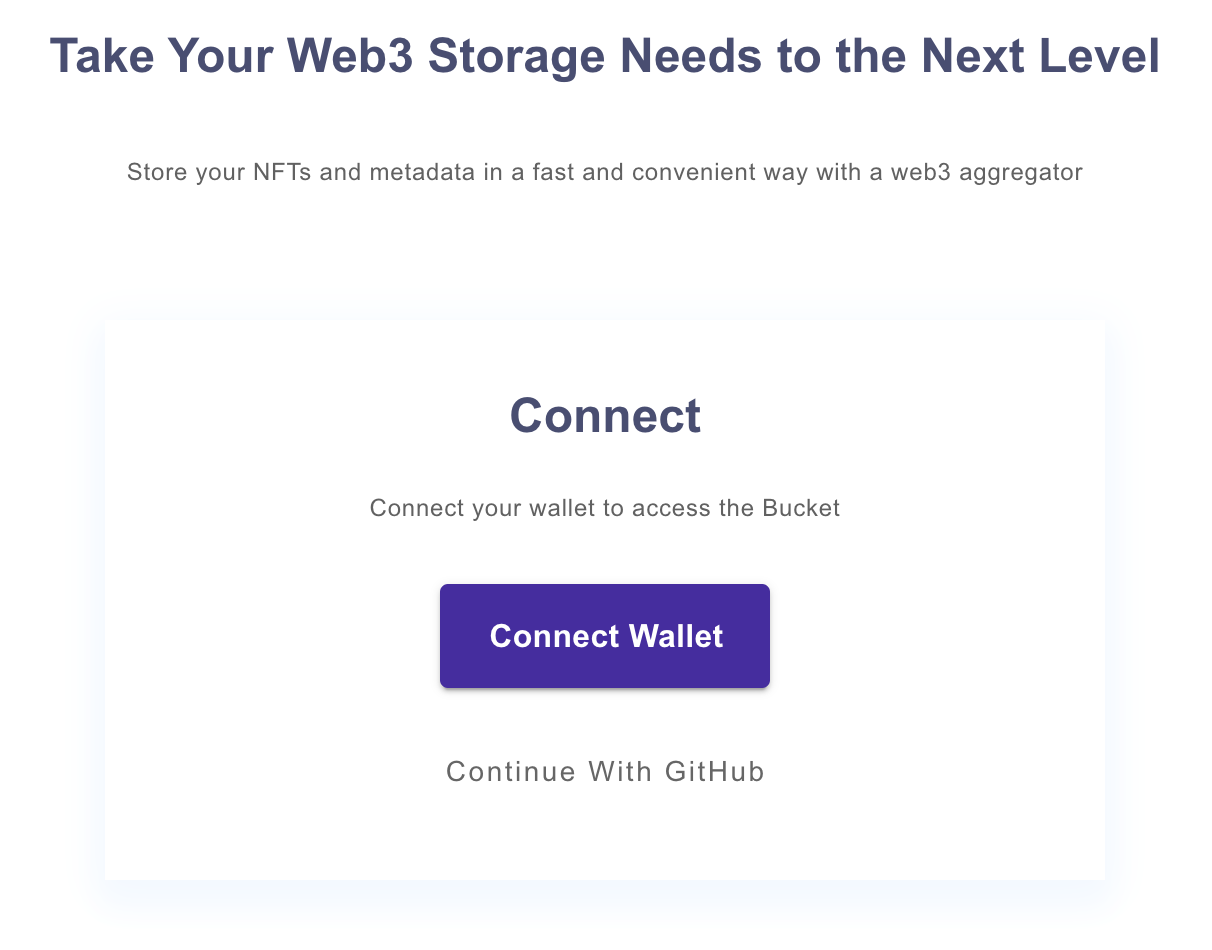 Take Your Web3 Storage Needs to the Next Level
Store your NFTs and metadata in a fast and convenient way with a web3 aggregator
Connect
Connect your wallet to access the Bucket
Connect Wallet
Continue With GitHub